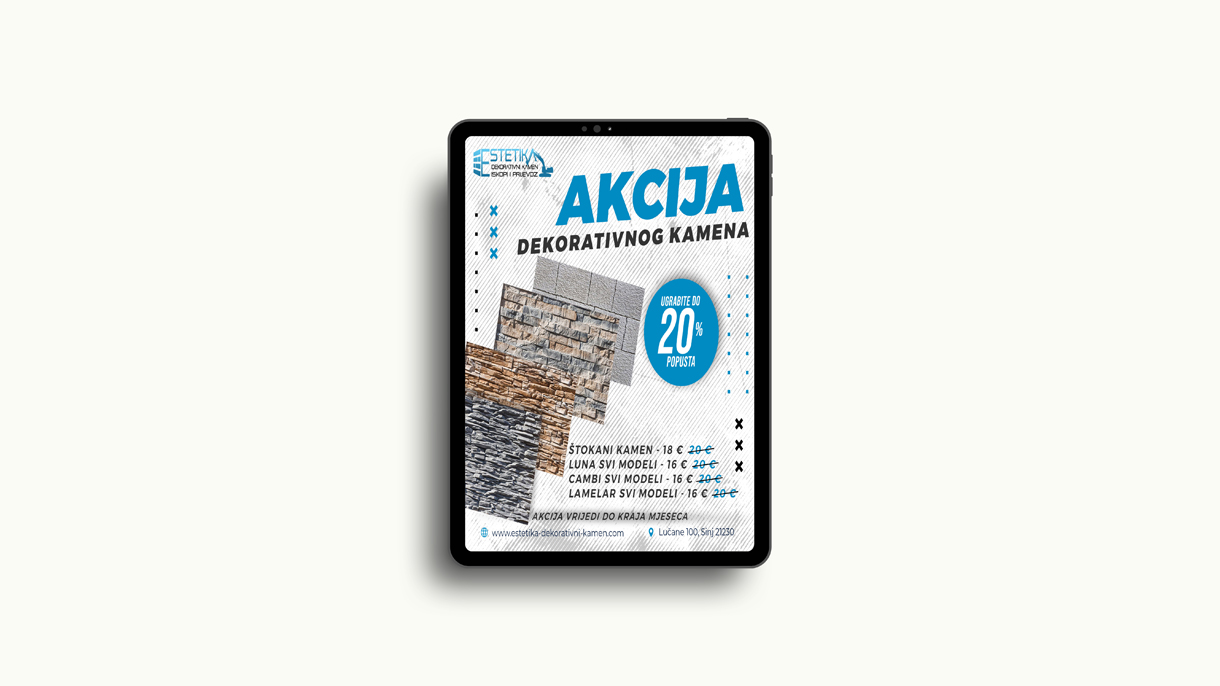 ESTETIKA
DEKORATIVNI KAMEN
ISKOPI I PRIJEVOZ
AKCIJA
DEKORATIVNOG KAMENA
UGRABITE DO
20%
POPUSTA
ŠTOKANI KAMEN - 18 € 20 €
LUNA SVI MODELI - 16 € 20 €
CAMBI SVI MODELI - 16 € 20 €
LAMELAR SVI MODELI - 16 € 20 €
AKCIJA VRIJEDI DO KRAJA MJESECA
www.estetika-dekorativni-kamen.com
Lučane 100, Sinj 21230